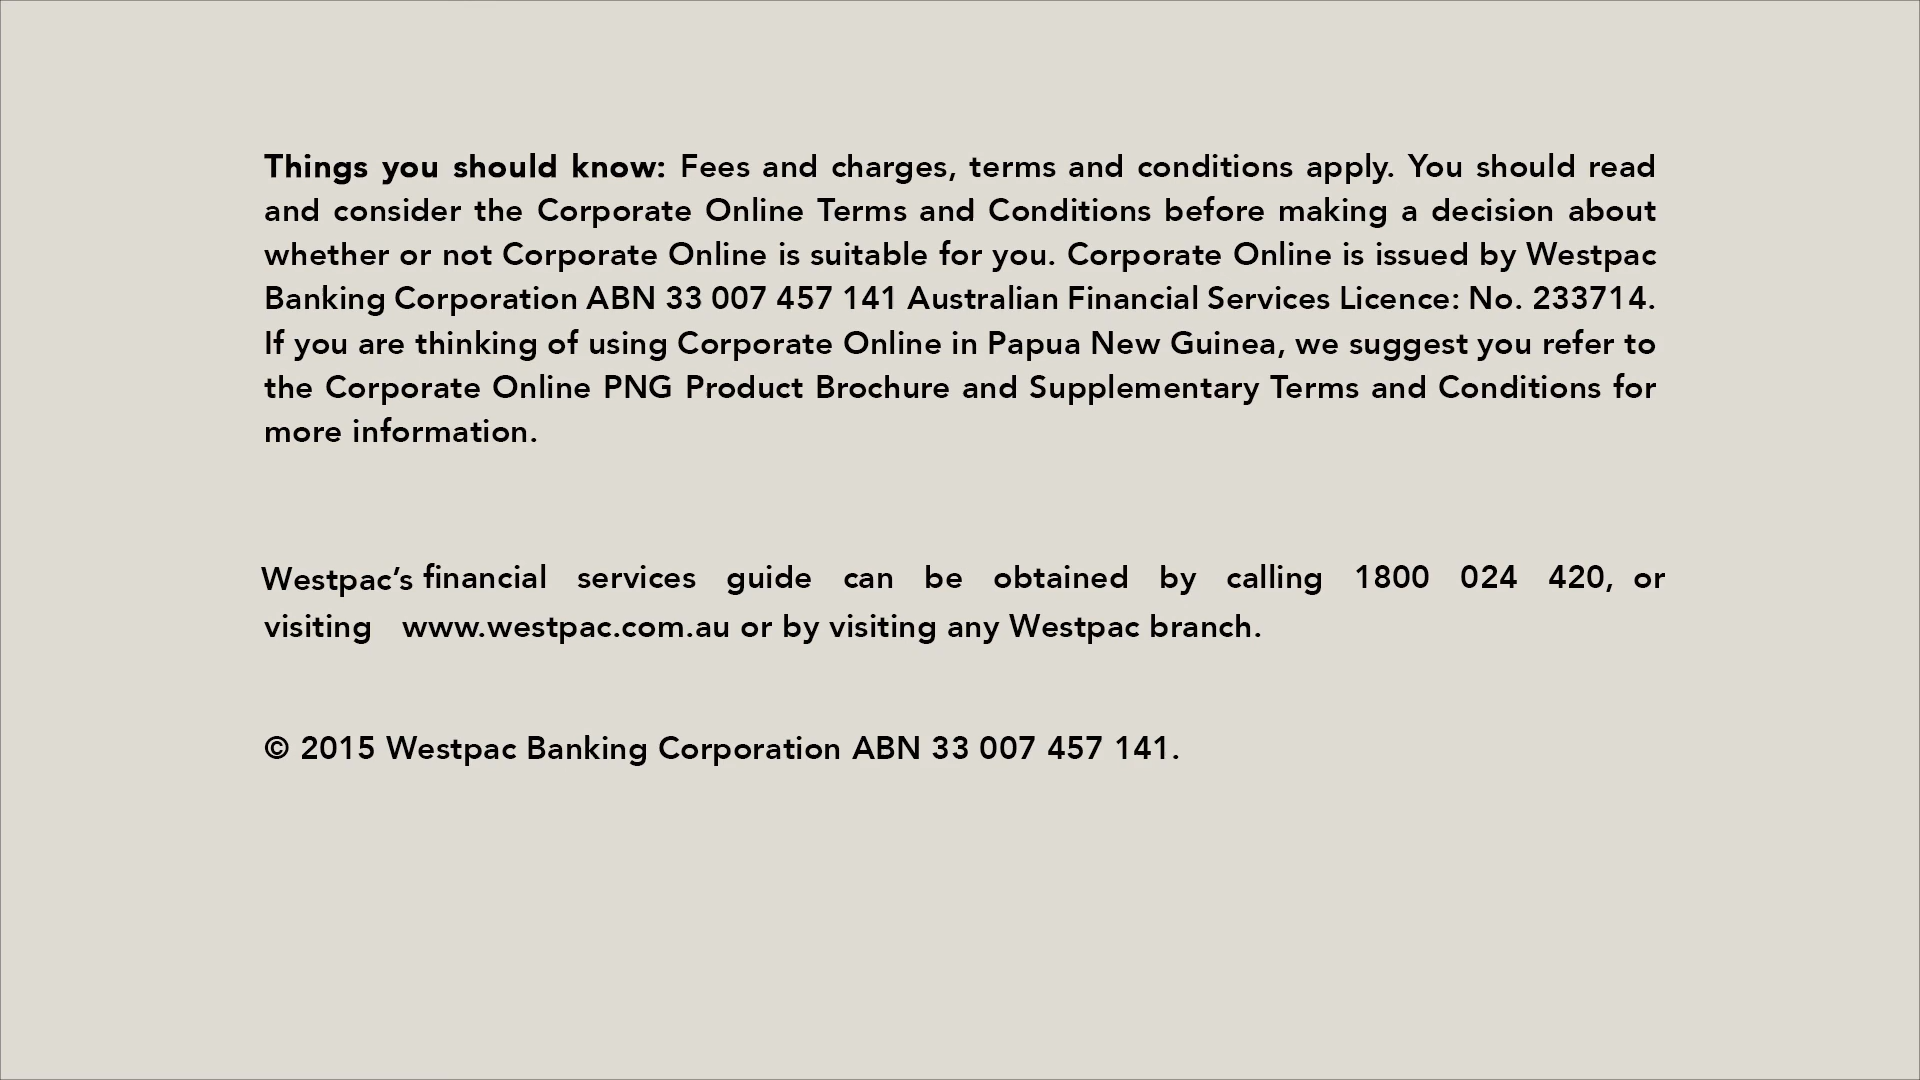 Things you should know: Fees and charges, terms and conditions apply. You should read
and consider the Corporate Online Terms and Conditions before making a decision about
whether or not Corporate Online is suitable for you. Corporate Online is issued by Westpac
Banking Corporation ABN 33 007 457 141 Australian Financial Services Licence: No. 233714.
If you are thinking of using Corporate Online in Papua New Guinea, we suggest you refer to
the Corporate Online PNG Product Brochure and Supplementary Terms and Conditions for
more information.
Westpac’s financial services guide can be obtained by calling 1800 024 420, or
visiting www.westpac.com.au or by visiting any Westpac branch.
© 2015 Westpac Banking Corporation ABN 33 007 457 141.